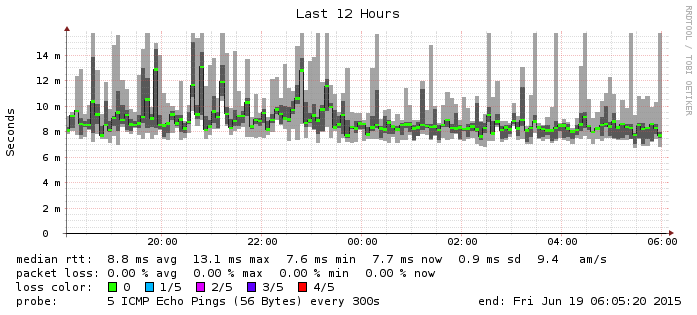 Last 12 Hours
RRDTOOL / TOBI OETIKER
Seconds
14 m
12 m
10 m
8 m
6 m
4 m
2 m
0
20:00 22:00 00:00 02:00 04:00 06:00
median rtt: 8.8 ms avg 13.1 ms max 7.6 ms min 7.7 ms now 0.9 ms sd 9.4 am/s
packet loss: 0.00 % avg 0.00 % max 0.00 % min 0.00 % now
loss color: 0 1/5 2/5 3/5 4/5
probe: 5 ICMP Echo Pings (56 Bytes) every 300s end: Fri Jun 19 06:05:20 2015